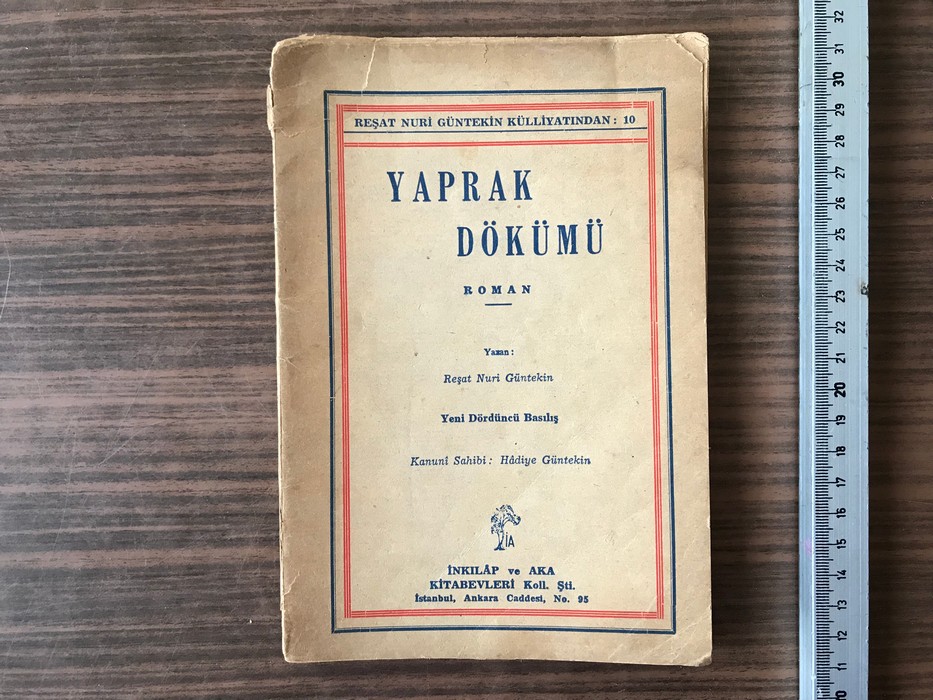 REŞAT NURİ GÜNTEKİN KÜLLİYATINDAN: 10
YAPRAK
DÖKÜMÜ
ROMAN
Yazan:
Reşat Nuri Güntekin
Yeni Dördüncü Basılış
Kanunî Sahibi: Hâdiye Güntekin
İA
İNKILÂP ve AKA
KİTABEVLERİ Koll. Şti.
İstanbul, Ankara Caddesi, No. 95
32
31
30
29
28
27
26
25
24
23
22
21
20
19
18
17
16
15
14
13
12
11